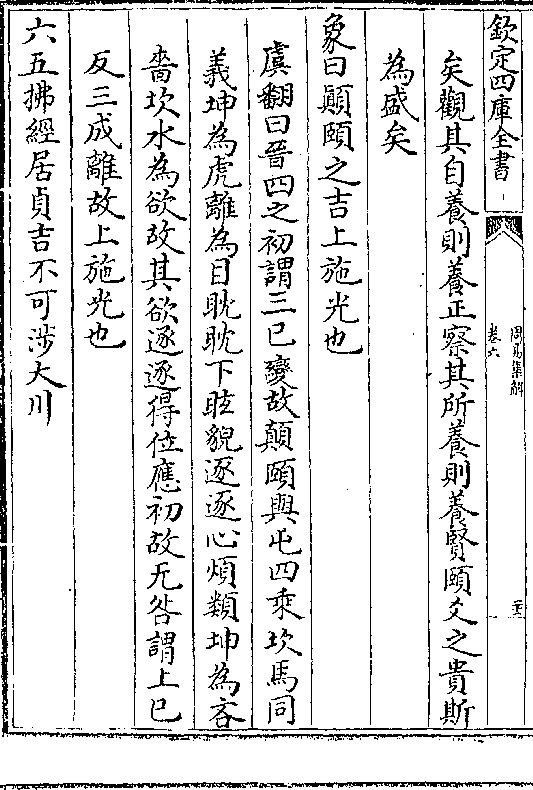 欽定四庫全書
周易集解
卷六
矣觀其自養則養正察其所養則養賢頤爻之貴斯
為盛矣
象曰顚頤之吉上施光也
虞翻曰晉四之初謂三已變故顛頤與屯四乘坎馬同
義坤為虎離為目眈眈下眡貌逐逐心煩類坤為吝
嗇坎水為欲故其欲逐逐得位應初故无咎謂上已
反三成離故上施光也
六五拂經居貞吉不可涉大川